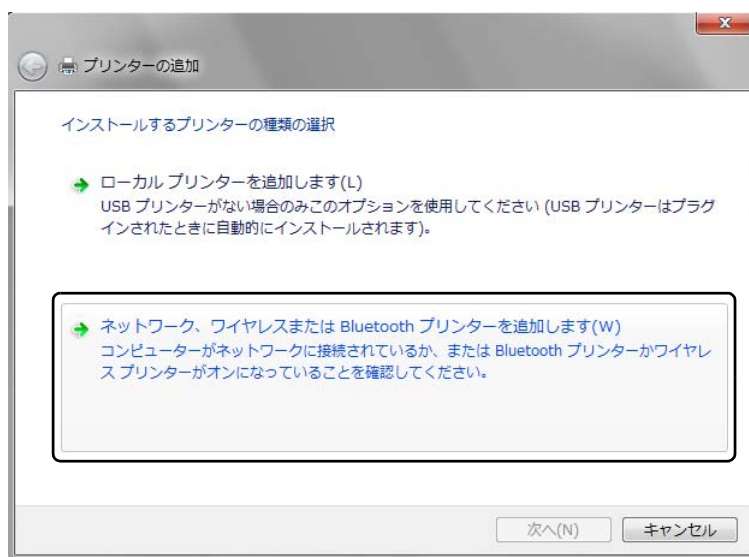 プリンターの追加
インストールするプリンターの種類の選択
ローカル プリンターを追加します(L)
USB プリンターがない場合のみこのオプションを使用してください (USB プリンターはプラグ
インされたときに自動的にインストールされます)。
ネットワーク、ワイヤレスまたは Bluetooth プリンターを追加します(W)
コンピューターがネットワークに接続されているか、または Bluetooth プリンターかワイヤレ
ス プリンターがオンになっていることを確認してください。
次へ(N) キャンセル